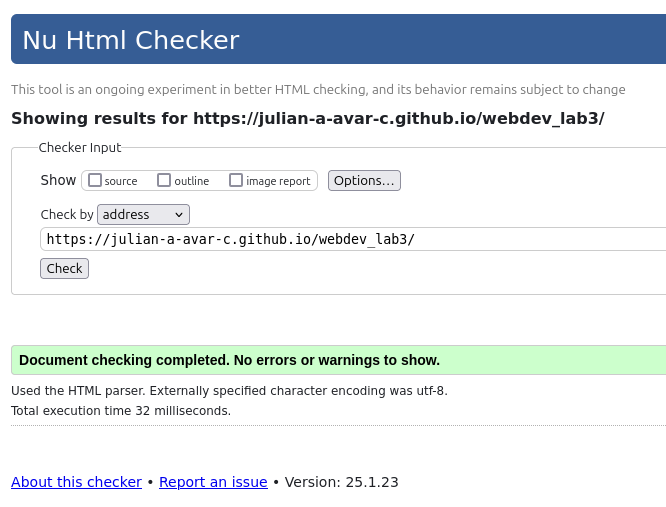 Nu Html Checker
This tool is an ongoing experiment in better HTML checking, and its behavior remains subject to change
Showing results for https://julian-a-avar-c.github.io/webdev_lab3/
Checker Input
Show source outline image report Options...
Check by address
https://julian-a-avar-c.github.io/webdev_lab3/
Check
Document checking completed. No errors or warnings to show.
Used the HTML parser. Externally specified character encoding was utf-8.
Total execution time 32 milliseconds.
About this checker • Report an issue • Version: 25.1.23